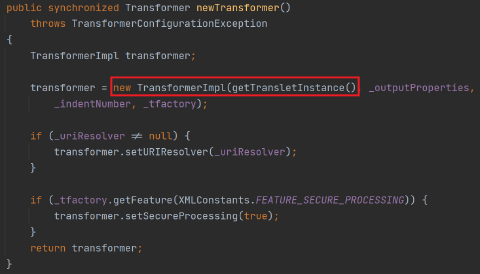 public synchronized Transformer newTransformer()
throws TransformerConfigurationException
{
TransformerImpl transformer;
transformer = new TransformerImpl(getTransletInstance() _outputProperties,
_indentNumber, _tfactory);
if (_uriResolver ≠ null) {
transformer.setURIResolver(_uriResolver);
}
if (_tfactory.getFeature(XMLConstants.FEATURE_SECURE_PROCESSING)) {
transformer.setSecureProcessing(true);
}
return transformer;
}